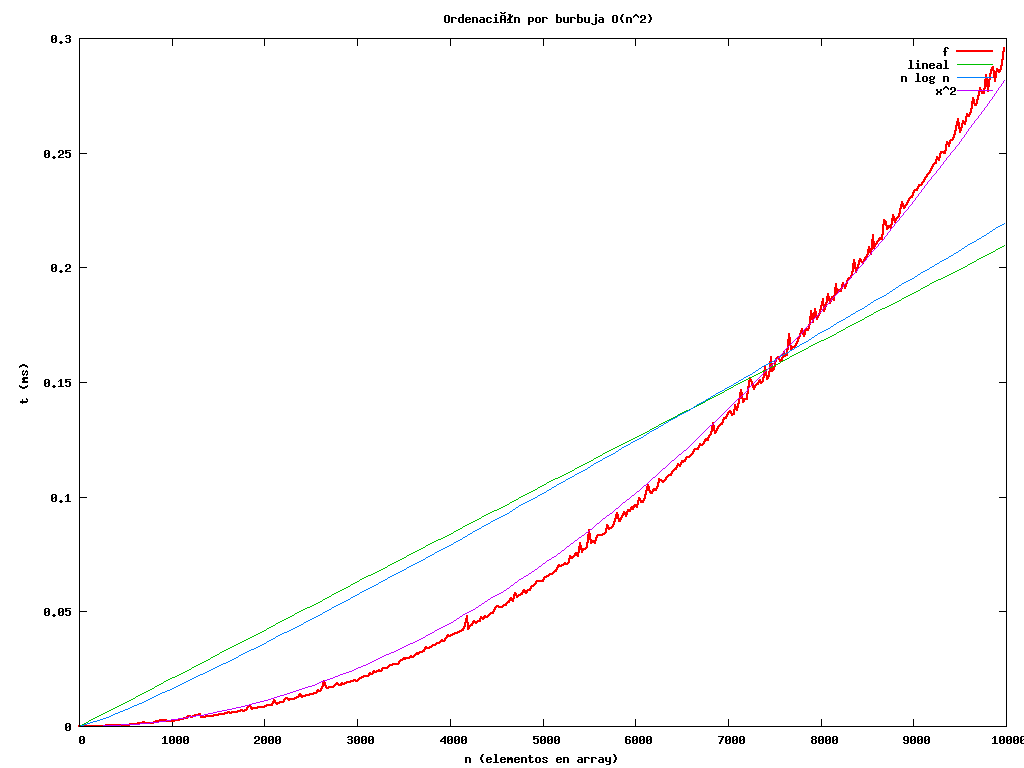 OrdenaciÃ³n por burbuja O(n^2)
0.3
f
lineal
n log n
x^2
0.25
0.2
0.15
t (ms)
0.1
0.05
0
0 1000 2000 3000 4000 5000 6000 7000 8000 9000 10000
n (elementos en array)